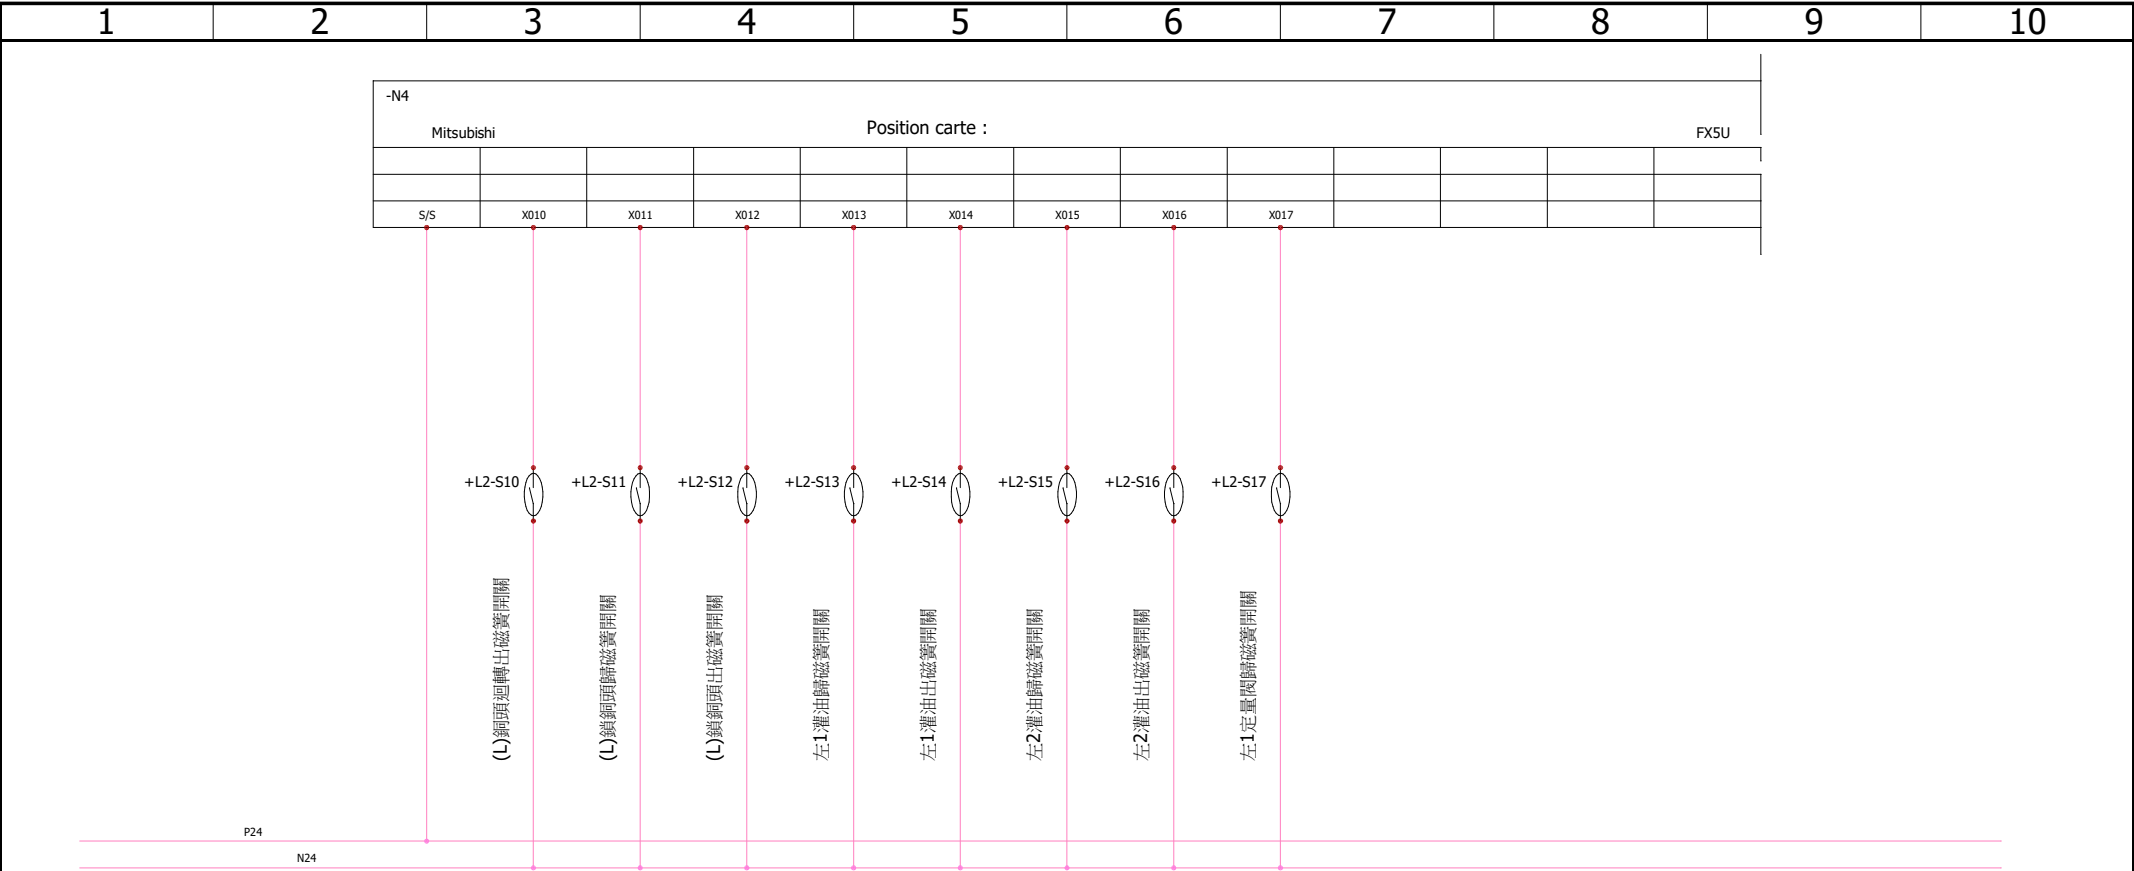 1 2 3 4 5 6 7 8 9 10
-N4
Mitsubishi Position carte : FX5U
S/S X010 X011 X012 X013 X014 X015 X016 X017
+L2-S10 +L2-S11 +L2-S12 +L2-S13 +L2-S14 +L2-S15 +L2-S16 +L2-S17
(L)銅頭迴轉出磁簧開關
(L)鎖銅頭歸磁簧開關
(L)鎖銅頭出磁簧開關
左1灌油歸磁簧開關
左1灌油出磁簧開關
左2灌油歸磁簧開關
左2灌油出磁簧開關
左1定量閥歸磁簧開關
P24
N24